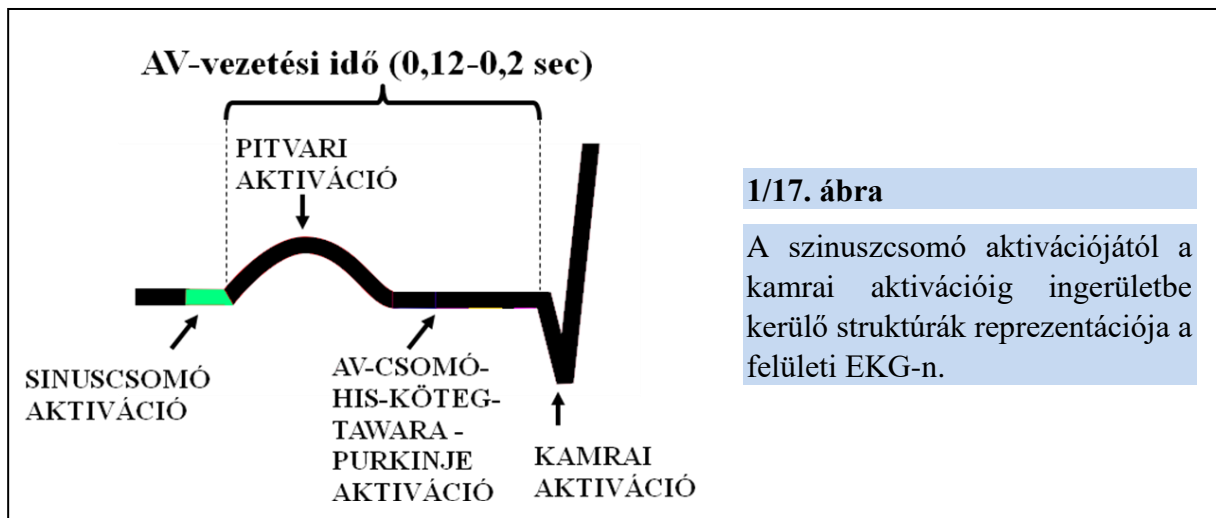 AV-vezetési idő (0,12-0,2 sec)
PITVARI
AKTIVÁCIÓ
SINUSCSOMÓ
AKTIVÁCIÓ
AV-CSOMÓ-
HIS-KÖTEG-
TAWARA -
PURKINJE
AKTIVÁCIÓ
KAMRAI
AKTIVÁCIÓ
1/17. ábra
A szinuszcsomó aktivációjától a
kamrai aktivációig ingerületbe
kerülő struktúrák reprezentációja a
felületi EKG-n.